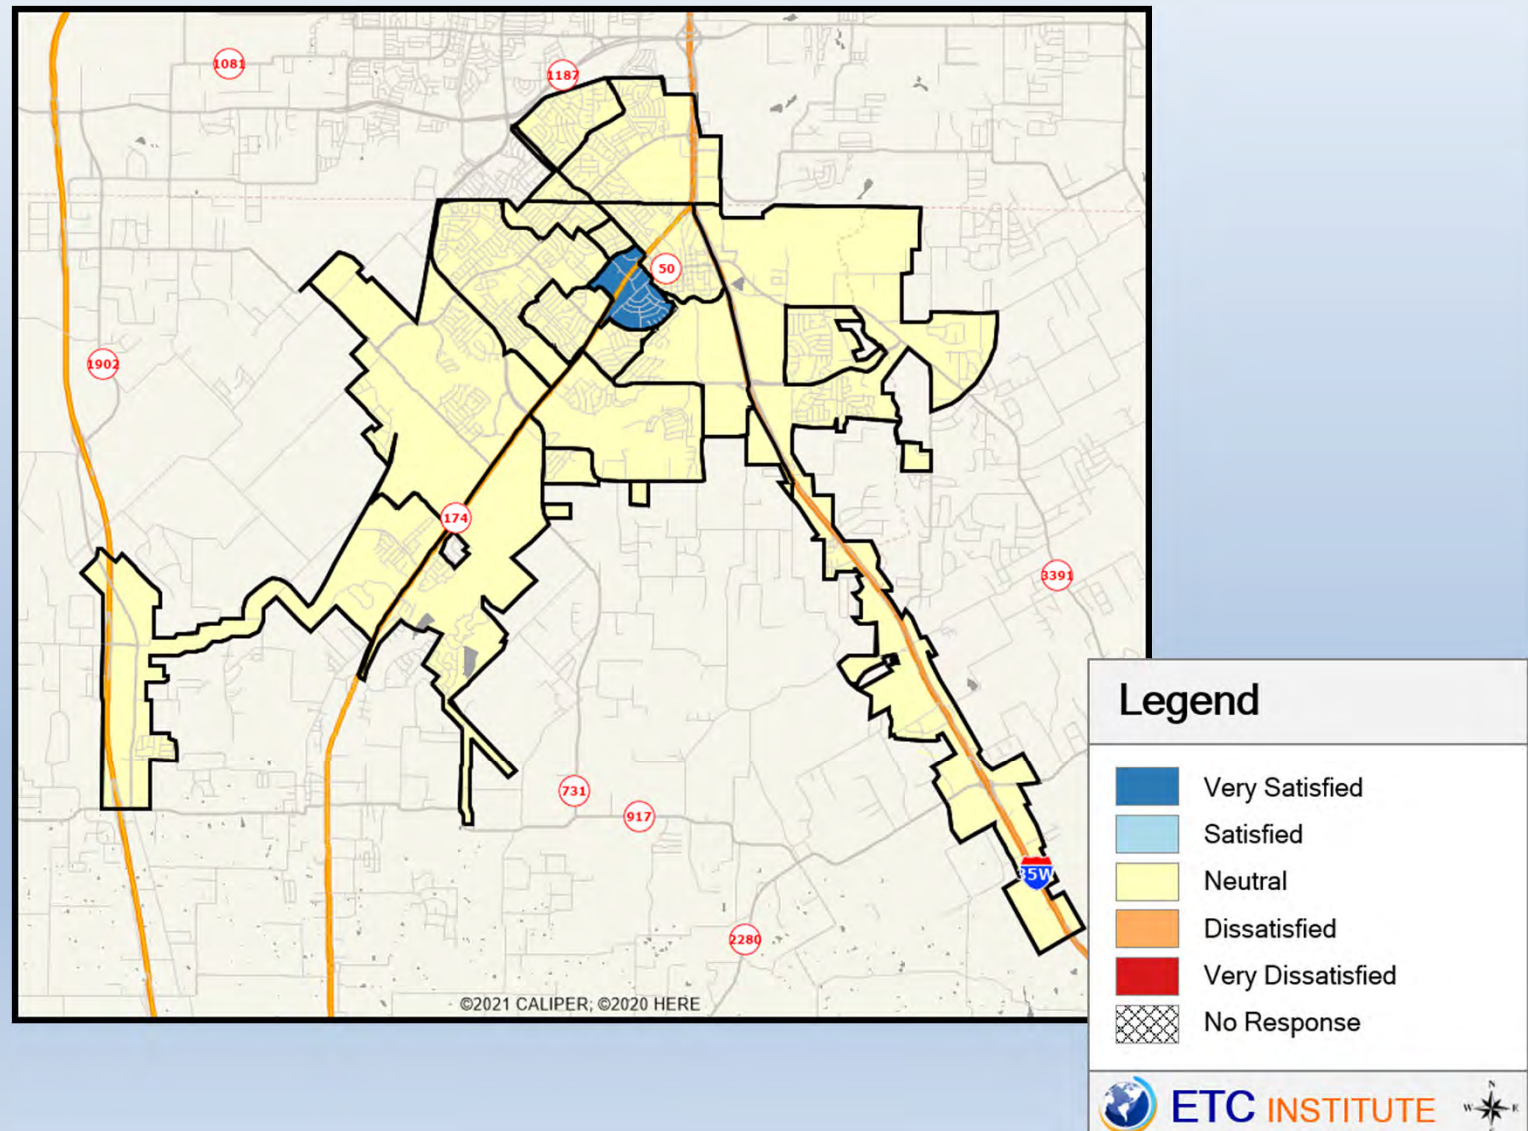 1081
1187
50
1902
174
3391
731
917
35W
2280
©2021 CALIPER; ©2020 HERE
Legend
Very Satisfied
Satisfied
Neutral
Dissatisfied
Very Dissatisfied
No Response
ETC INSTITUTE
N
W E